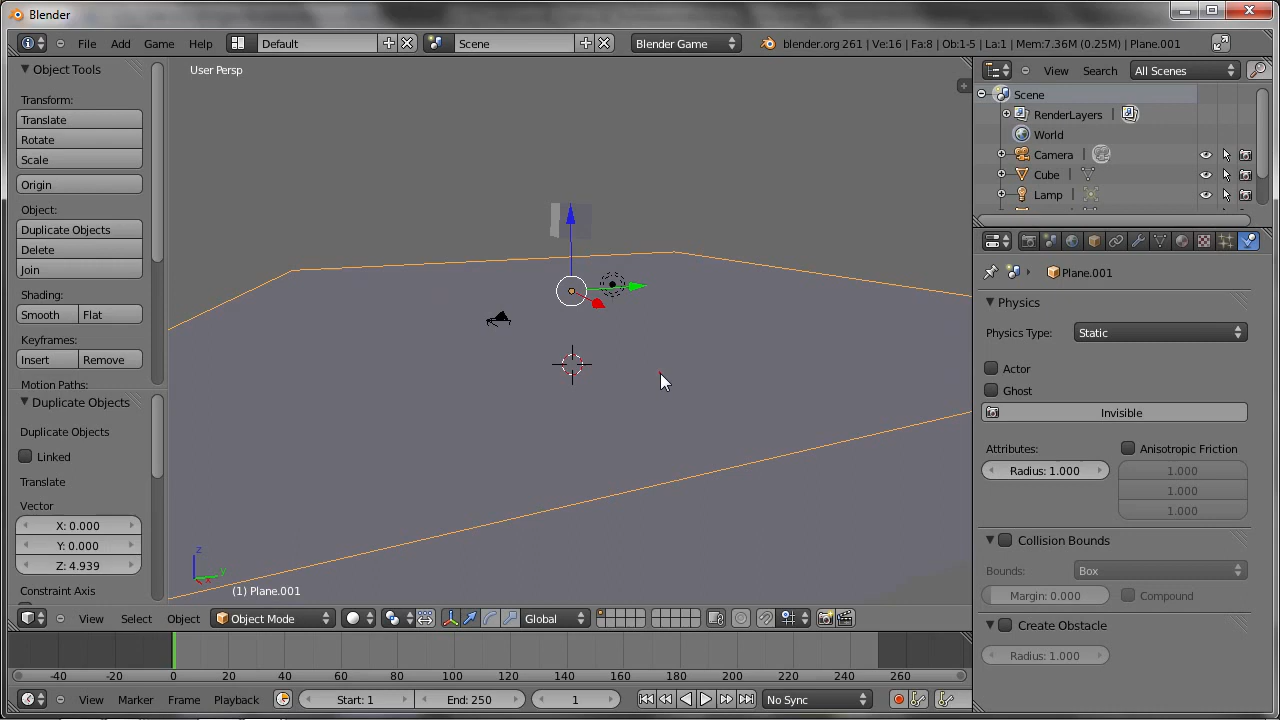 Blender
File Add Game Help Default Scene Blender Game blender.org 261 | Ve:16 | Fa:8 | Ob:1-5 | La:1 | Mem:7.36M (0.25M) | Plane.001
Object Tools
Transform:
Translate
Rotate
Scale
Origin
Object:
Duplicate Objects
Delete
Join
Shading:
Smooth Flat
Keyframes:
Insert Remove
Motion Paths:
Duplicate Objects
Duplicate Objects
Linked
Translate
Vector
X: 0.000
Y: 0.000
Z: 4.939
Constraint Axis
User Persp
z
y
x
(1) Plane.001
View Select Object Object Mode Global
-40 -20 0 20 40 60 80 100 120 140 160 180 200 220 240 260
View Marker Frame Playback Start: 1 End: 250 1 No Sync
View Search All Scenes
Scene
RenderLayers |
World
Camera |
Cube |
Lamp |
Plane.001
Physics
Physics Type: Static
Actor
Ghost
Invisible
Attributes: Anisotropic Friction
Radius: 1.000 1.000
1.000
1.000
Collision Bounds
Bounds: Box
Margin: 0.000 Compound
Create Obstacle
Radius: 1.000